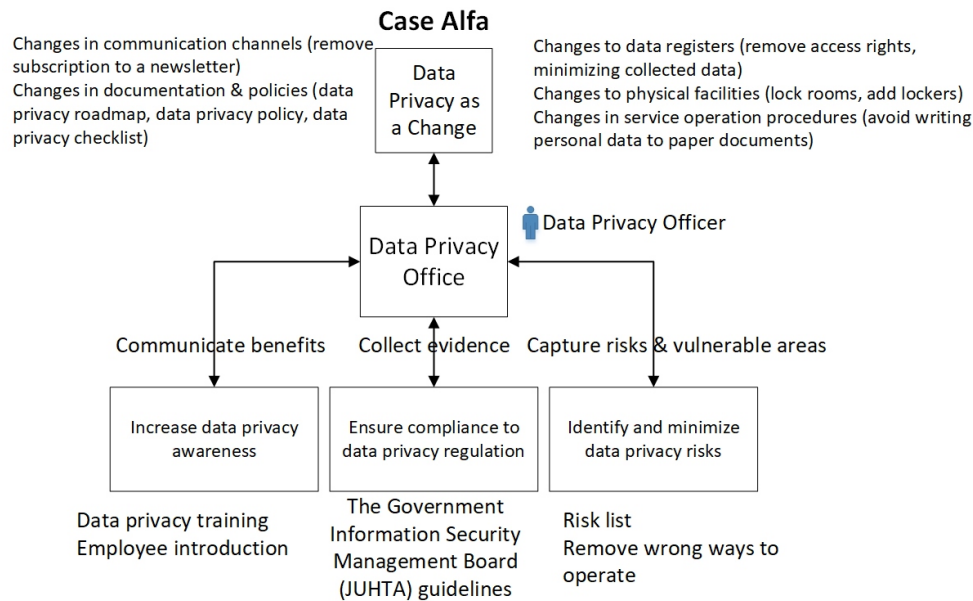 Case Alfa
Changes in communication channels (remove
subscription to a newsletter)
Changes in documentation & policies (data
privacy roadmap, data privacy policy, data
privacy checklist)
Data
Privacy as
a Change
Changes to data registers (remove access rights,
minimizing collected data)
Changes to physical facilities (lock rooms, add lockers)
Changes in service operation procedures (avoid writing
personal data to paper documents)
Data Privacy
Office
Data Privacy Officer
Communicate benefits
Collect evidence
Capture risks & vulnerable areas
Increase data privacy
awareness
Ensure compliance to
data privacy regulation
Identify and minimize
data privacy risks
Data privacy training
Employee introduction
The Government
Information Security
Management Board
(JUHTA) guidelines
Risk list
Remove wrong ways to
operate